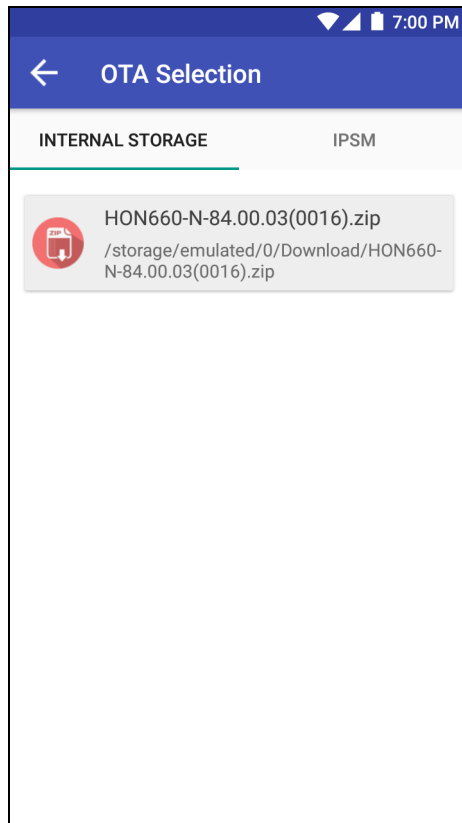 7:00 PM
OTA Selection
INTERNAL STORAGE
IPSM
ZIP
HON660-N-84.00.03(0016).zip
/storage/emulated/0/Download/HON660-
N-84.00.03(0016).zip